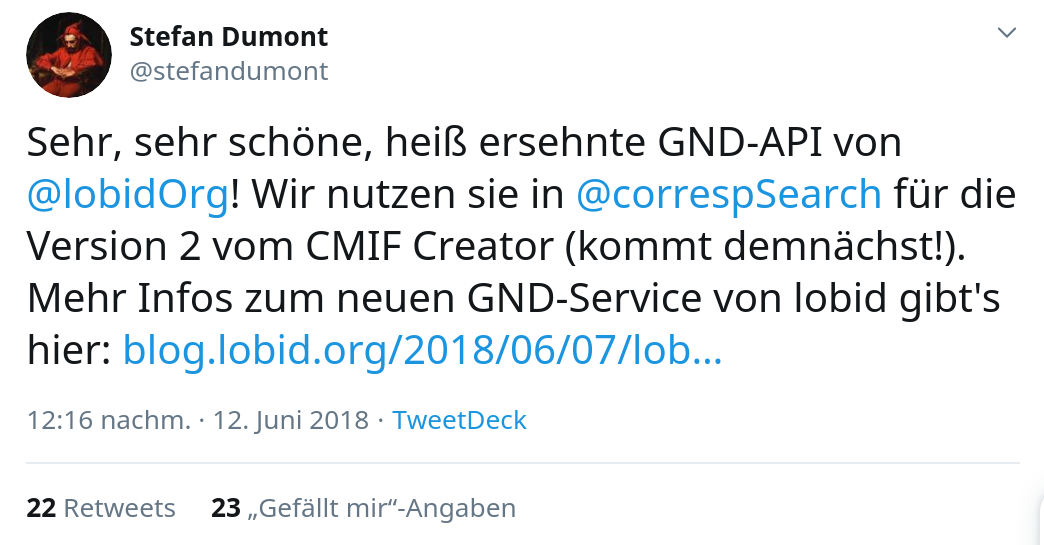 Stefan Dumont
@stefandumont
Sehr, sehr schöne, heiß ersehnte GND-API von
@lobidOrg! Wir nutzen sie in @correspSearch für die
Version 2 vom CMIF Creator (kommt demnächst!).
Mehr Infos zum neuen GND-Service von lobid gibt's
hier: blog.lobid.org/2018/06/07/lob...
12:16 nachm. · 12. Juni 2018 · TweetDeck
22 Retweets 23 „Gefällt mir“-Angaben